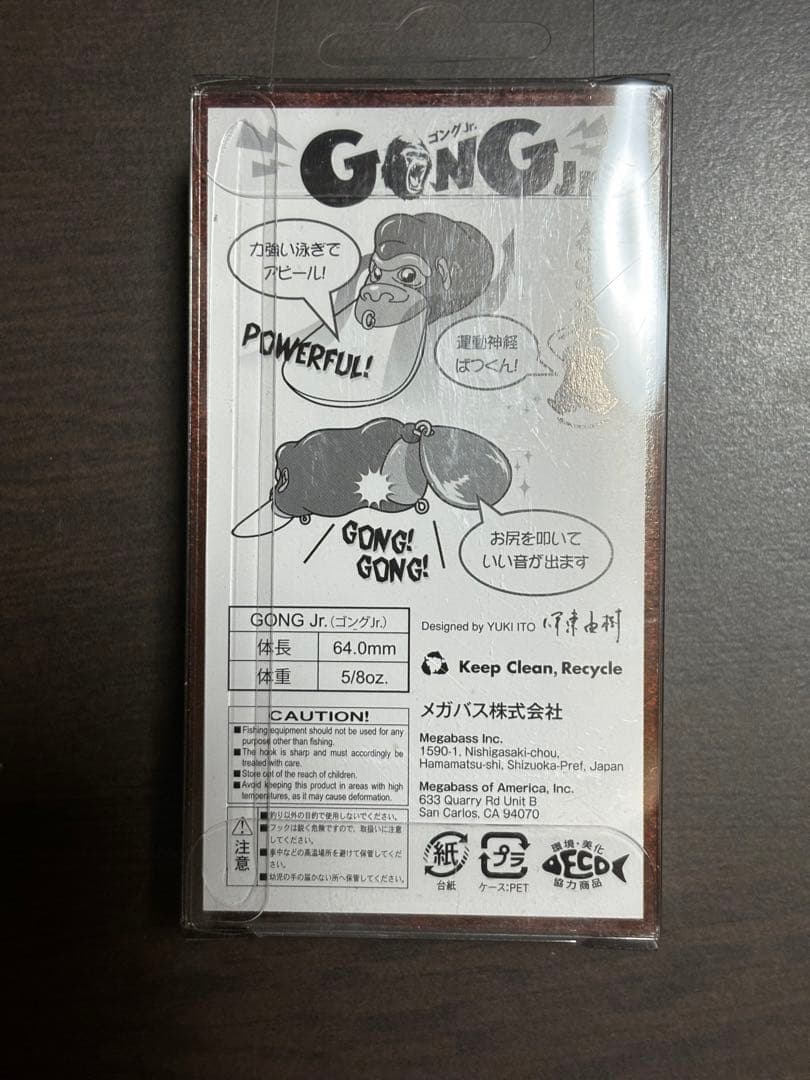 ゴングJr.
GONG Jr.
力強い泳ぎで
アピール!
POWERFUL!
運動神経
ばつぐん!
GONG!
GONG!
お尻を叩いて
いい音が出ます
GONG Jr.(ゴングJr.)
体長 64.0mm
体重 5/8oz.
Designed by YUKI ITO 伊東由樹
Keep Clean, Recycle
CAUTION!
■Fishing equipment should not be used for any
purpose other than fishing.
■The hook is sharp and must accordingly be
treated with care.
■Store out of the reach of children.
■Avoid keeping this product in areas with high
temperatures, as it may cause deformation.
注意
■釣り以外の目的で使用しないでください。
■フックは鋭く危険ですので、取扱いに注意
してください。
■車中などの高温場所を避けて保管してくだ
さい。
■幼児の手の届かない所へ保管してください。
メガバス株式会社
Megabass Inc.
1590-1, Nishigasaki-chou,
Hamamatsu-shi, Shizuoka-Pref, Japan
Megabass of America, Inc.
633 Quarry Rd Unit B
San Carlos, CA 94070
紙
台紙
プラ
ケース:PET
環境・美化
DECO
協力商品